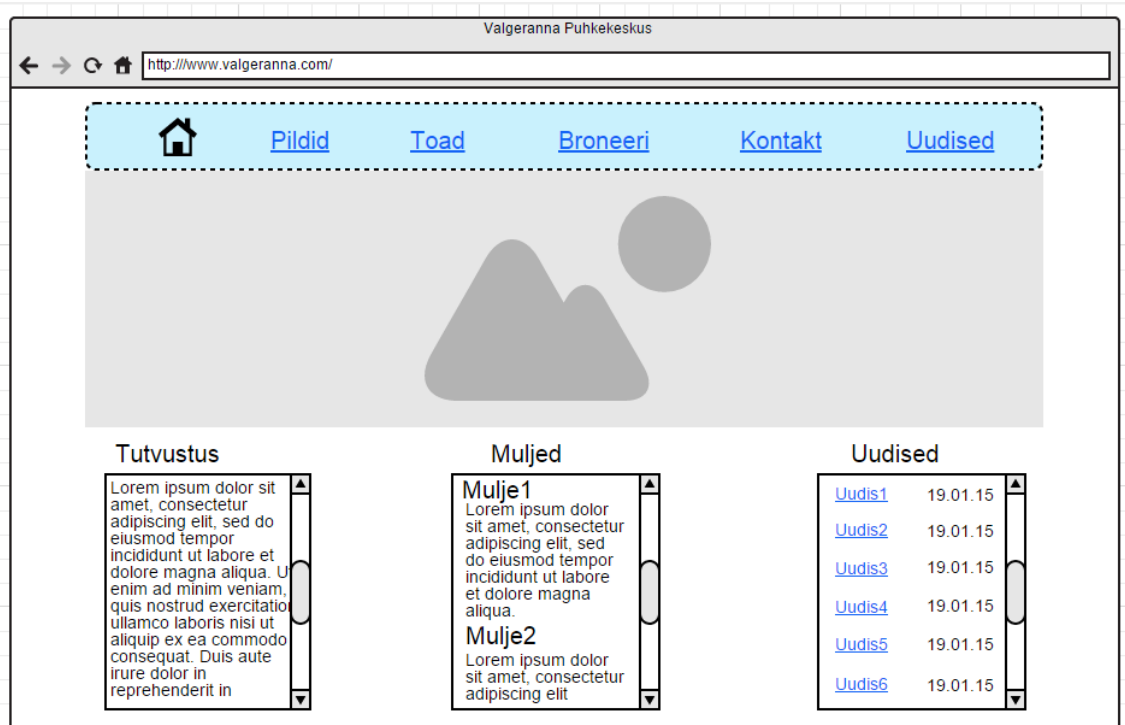 Valgeranna Puhkekeskus
http:///www.valgeranna.com/
Pildid Toad Broneeri Kontakt Uudised
Tutvustus
Lorem ipsum dolor sit
amet, consectetur
adipiscing elit, sed do
eiusmod tempor
incididunt ut labore et
dolore magna aliqua. U
enim ad minim veniam,
quis nostrud exercitation
ullamco laboris nisi ut
aliquip ex ea commodo
consequat. Duis aute
irure dolor in
reprehenderit in
Muljed
Mulje1
Lorem ipsum dolor
sit amet, consectetur
adipiscing elit, sed
do eiusmod tempor
incididunt ut labore
et dolore magna
aliqua.
Mulje2
Lorem ipsum dolor
sit amet, consectetur
adipiscing elit
Uudised
Uudis1 19.01.15
Uudis2 19.01.15
Uudis3 19.01.15
Uudis4 19.01.15
Uudis5 19.01.15
Uudis6 19.01.15